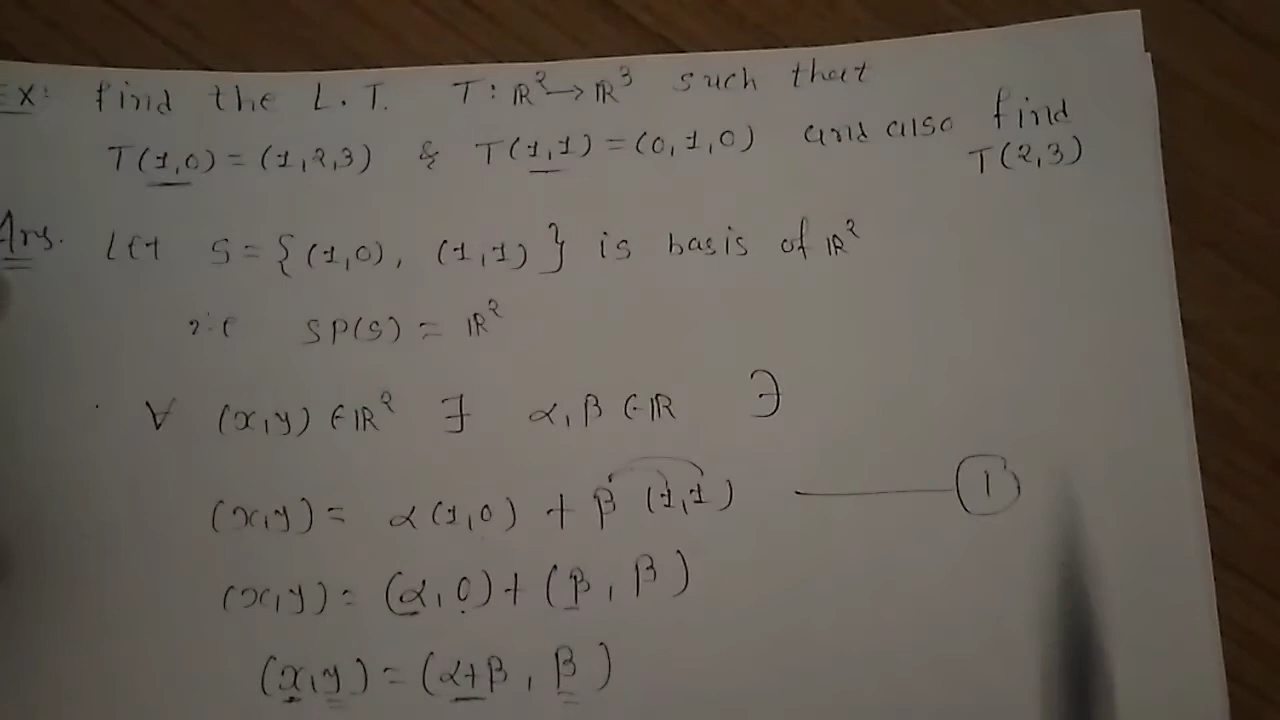 Ex: find the L.T. T: ℝ² → ℝ³ such that
T(1,0) = (1,2,3) & T(1,1) = (0,1,0) and also find
T(2,3)
Ans. Let S = {(1,0), (1,1)} is basis of ℝ²
i.e SP(S) = ℝ²
∀ (x,y) ∈ ℝ² ∃ α, β ∈ ℝ ∋
(x,y) = α(1,0) + β(1,1) ——— ①
(x,y) = (α,0) + (β, β)
(x,y) = (α+β, β)